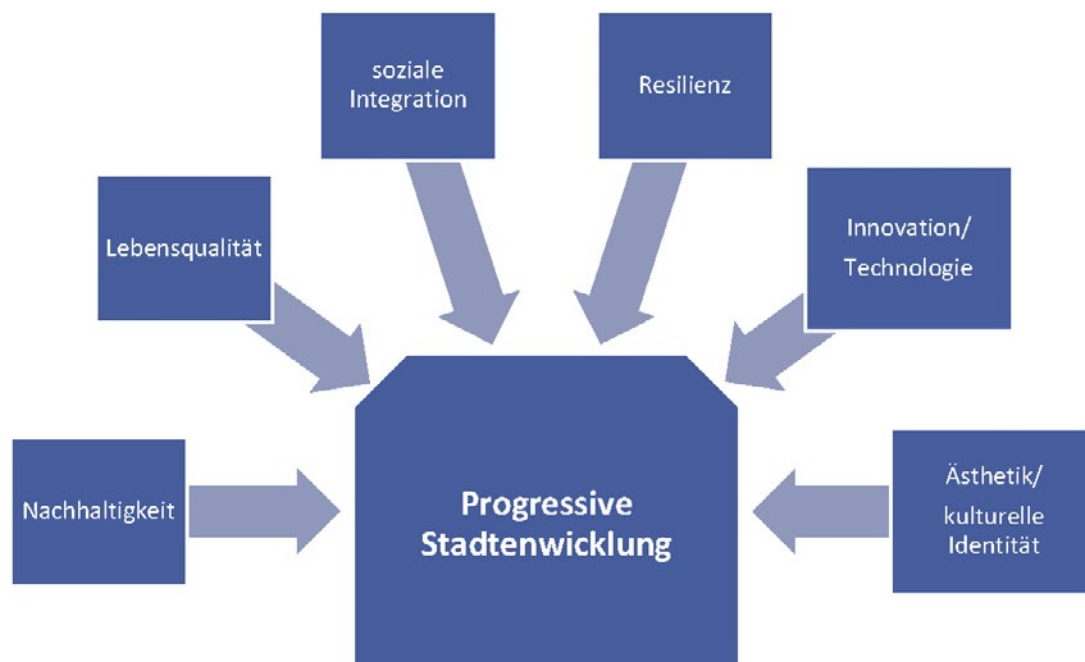 soziale
Integration
Resilienz
Lebensqualität
Innovation/
Technologie
Nachhaltigkeit
Progressive
Stadtenwicklung
Ästhetik/
kulturelle
Identität